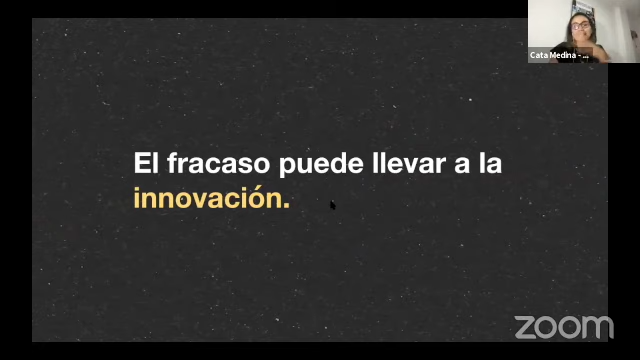 Cata Medina - ...
El fracaso puede llevar a la
innovación.
zoom